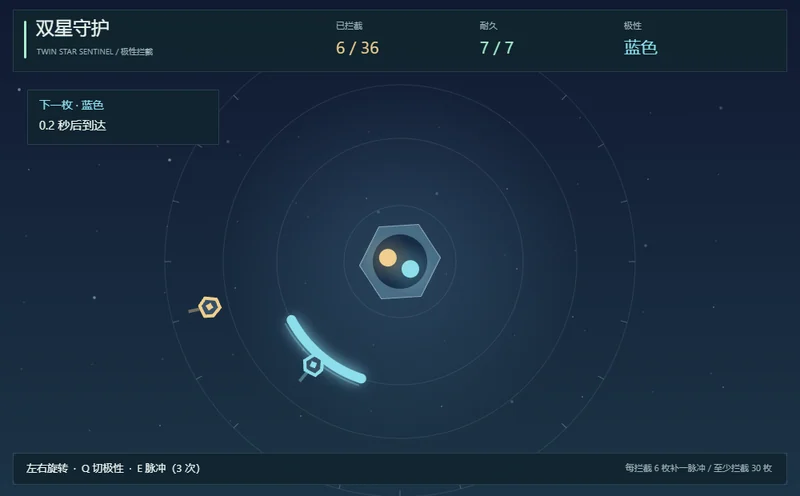 双星守护
TWIN STAR SENTINEL / 极性拦截
已拦截
6 / 36
耐久
7 / 7
极性
蓝色
下一枚 · 蓝色
0.2 秒后到达
左右旋转 · Q 切极性 · E 脉冲（3 次）
每拦截 6 枚补一脉冲 / 至少拦截 30 枚